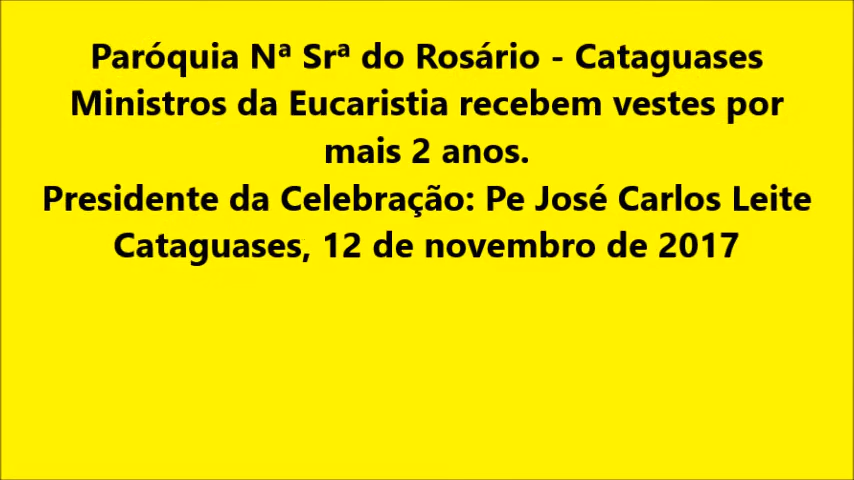 Paróquia Nª Srª do Rosário - Cataguases
Ministros da Eucaristia recebem vestes por
mais 2 anos.
Presidente da Celebração: Pe José Carlos Leite
Cataguases, 12 de novembro de 2017